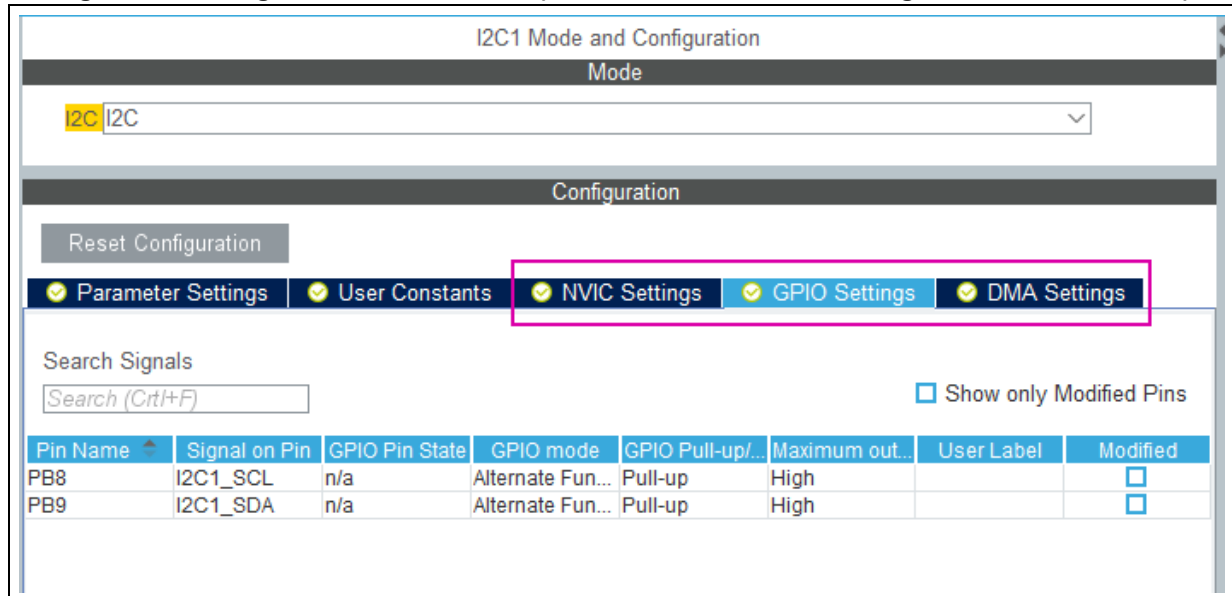 I2C1 Mode and Configuration
Mode
I2C I2C
Configuration
Reset Configuration
Parameter Settings User Constants NVIC Settings GPIO Settings DMA Settings
Search Signals
Search (Crtl+F)
Show only Modified Pins
Pin Name Signal on Pin GPIO Pin State GPIO mode GPIO Pull-up/... Maximum out... User Label Modified
PB8 I2C1_SCL n/a Alternate Fun... Pull-up High
PB9 I2C1_SDA n/a Alternate Fun... Pull-up High